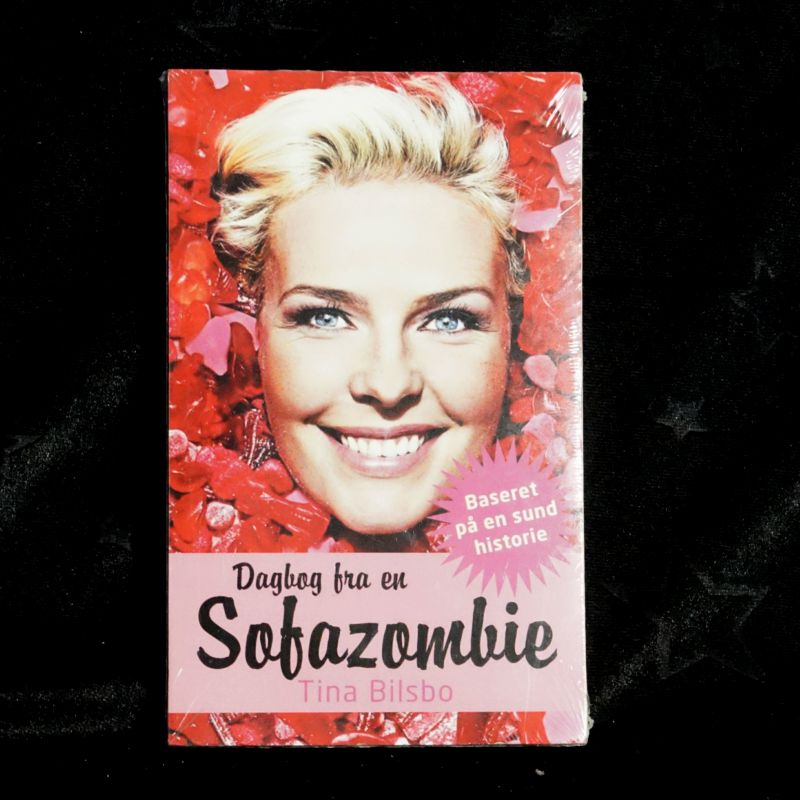 Baseret
på en sund
historie
Dagbog fra en
Sofazombie
Tina Bilsbo